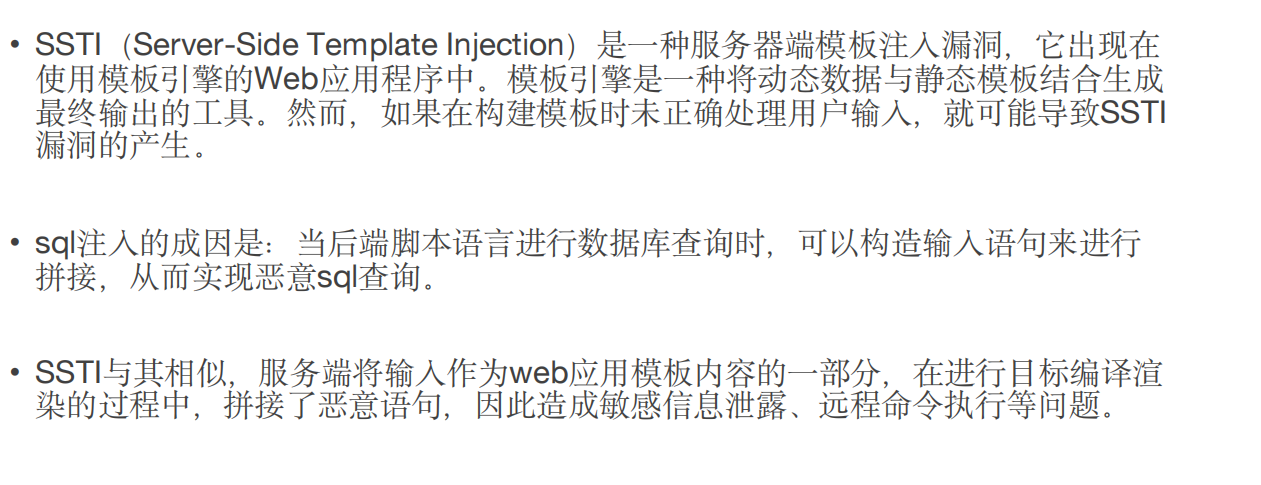 • SSTI（Server-Side Template Injection）是一种服务器端模板注入漏洞，它出现在
使用模板引擎的Web应用程序中。模板引擎是一种将动态数据与静态模板结合生成
最终输出的工具。然而，如果在构建模板时未正确处理用户输入，就可能导致SSTI
漏洞的产生。
• sql注入的成因是：当后端脚本语言进行数据库查询时，可以构造输入语句来进行
拼接，从而实现恶意sql查询。
• SSTI与其相似，服务端将输入作为web应用模板内容的一部分，在进行目标编译渲
染的过程中，拼接了恶意语句，因此造成敏感信息泄露、远程命令执行等问题。